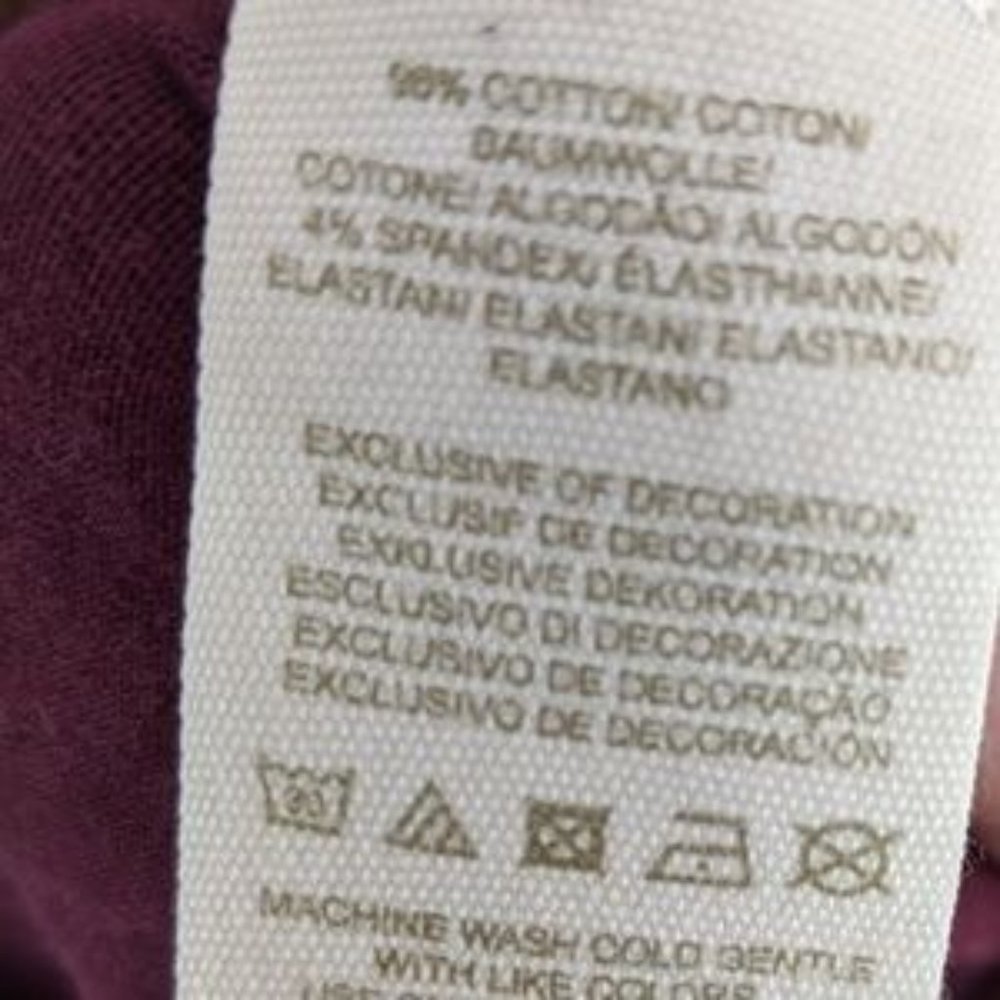 96% COTTON/ COTON/
BAUMWOLLE/
COTONE/ ALGODÃO/ ALGODÓN
4% SPANDEX/ ÉLASTHANNE/
ELASTAN/ ELASTAN/ ELASTANO/
ELASTANO
EXCLUSIVE OF DECORATION
EXCLUSIF DE DECORATION
EXKLUSIVE DEKORATION
ESCLUSIVO DI DECORAZIONE
EXCLUSIVO DE DECORAÇÃO
EXCLUSIVO DE DECORACIÓN
30
MACHINE WASH COLD GENTLE
WITH LIKE COLORS
USE